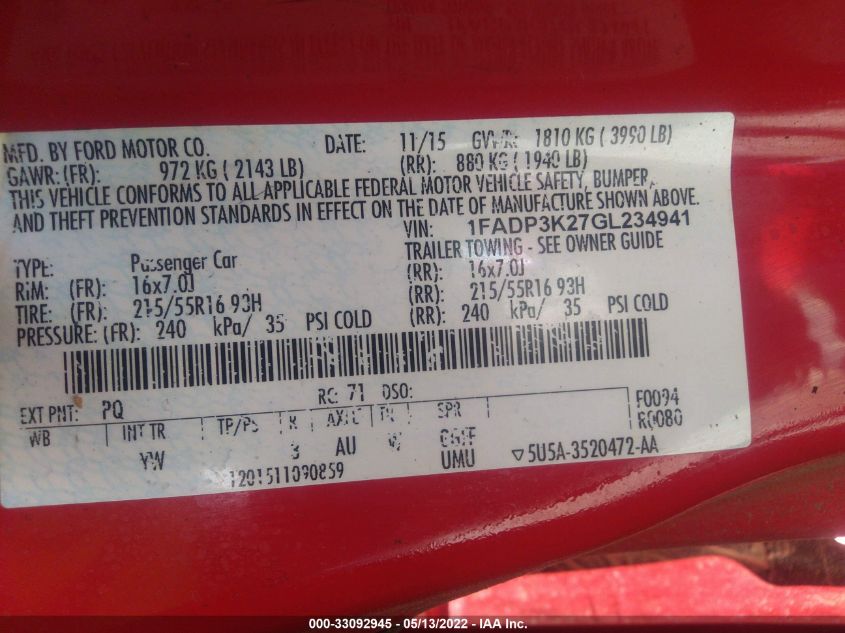 MFD. BY FORD MOTOR CO. DATE: 11/15 GVWR: 1810 KG ( 3990 LB)
GAWR: (FR): 972 KG ( 2143 LB) (RR): 880 KG ( 1940 LB)
THIS VEHICLE CONFORMS TO ALL APPLICABLE FEDERAL MOTOR VEHICLE SAFETY, BUMPER,
AND THEFT PREVENTION STANDARDS IN EFFECT ON THE DATE OF MANUFACTURE SHOWN ABOVE.
VIN: 1FADP3K27GL234941
TYPE: Passenger Car TRAILER TOWING - SEE OWNER GUIDE
RIM: (FR): 16x7.0J (RR): 16x7.0J
TIRE: (FR): 215/55R16 93H (RR): 215/55R16 93H
PRESSURE: (FR): 240 kPa/ 35 PSI COLD (RR): 240 kPa/ 35 PSI COLD
EXT PNT: PQ RC: 71 DSO: F0094
WB INT TR TP/PS R AXLE TR SPR R0080
YW 3 AU UMU
1201511090859 ▽5U5A-3520472-AA
000-33092945 - 05/13/2022 - IAA Inc.